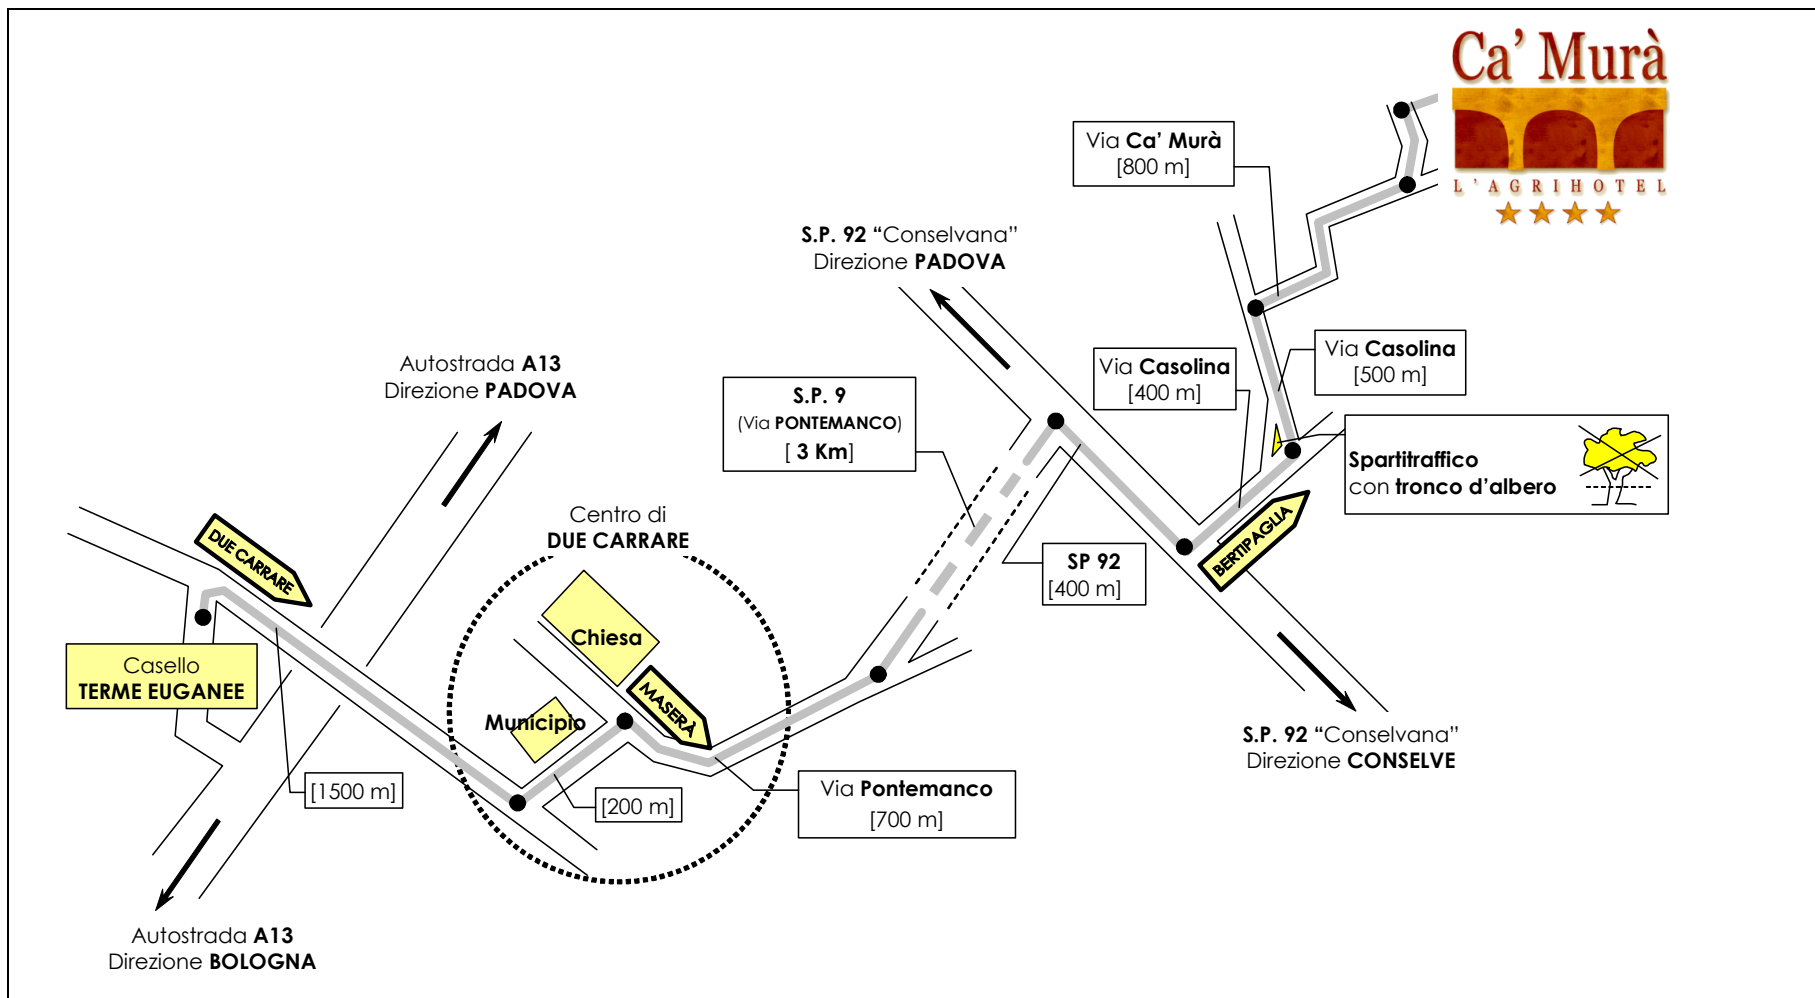 Ca’ Murà
L’AGRIHOTEL
Via Ca’ Murà
[800 m]
S.P. 92 “Conselvana”
Direzione PADOVA
Via Casolina
[500 m]
Via Casolina
[400 m]
Autostrada A13
Direzione PADOVA
S.P. 9
(Via PONTEMANCO)
[ 3 Km]
Spartitraffico
con tronco d’albero
Centro di
DUE CARRARE
DUE CARRARE
BERTIPAGLIA
SP 92
[400 m]
Chiesa
Casello
TERME EUGANEE
MASERÀ
Municipio
S.P. 92 “Conselvana”
Direzione CONSELVE
[1500 m]
[200 m]
Via Pontemanco
[700 m]
Autostrada A13
Direzione BOLOGNA